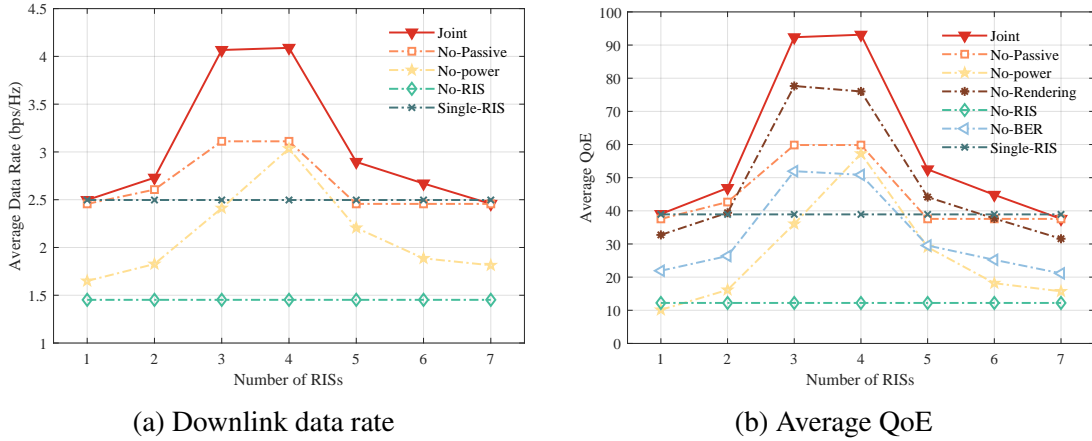 4.5
4
3.5
3
2.5
2
1.5
1
Average Data Rate (bps/Hz)
1 2 3 4 5 6 7
Number of RISs
Joint
No-Passive
No-power
No-RIS
Single-RIS
(a) Downlink data rate
100
90
80
70
60
50
40
30
20
10
0
Average QoE
1 2 3 4 5 6 7
Number of RISs
Joint
No-Passive
No-power
No-Rendering
No-RIS
No-BER
Single-RIS
(b) Average QoE